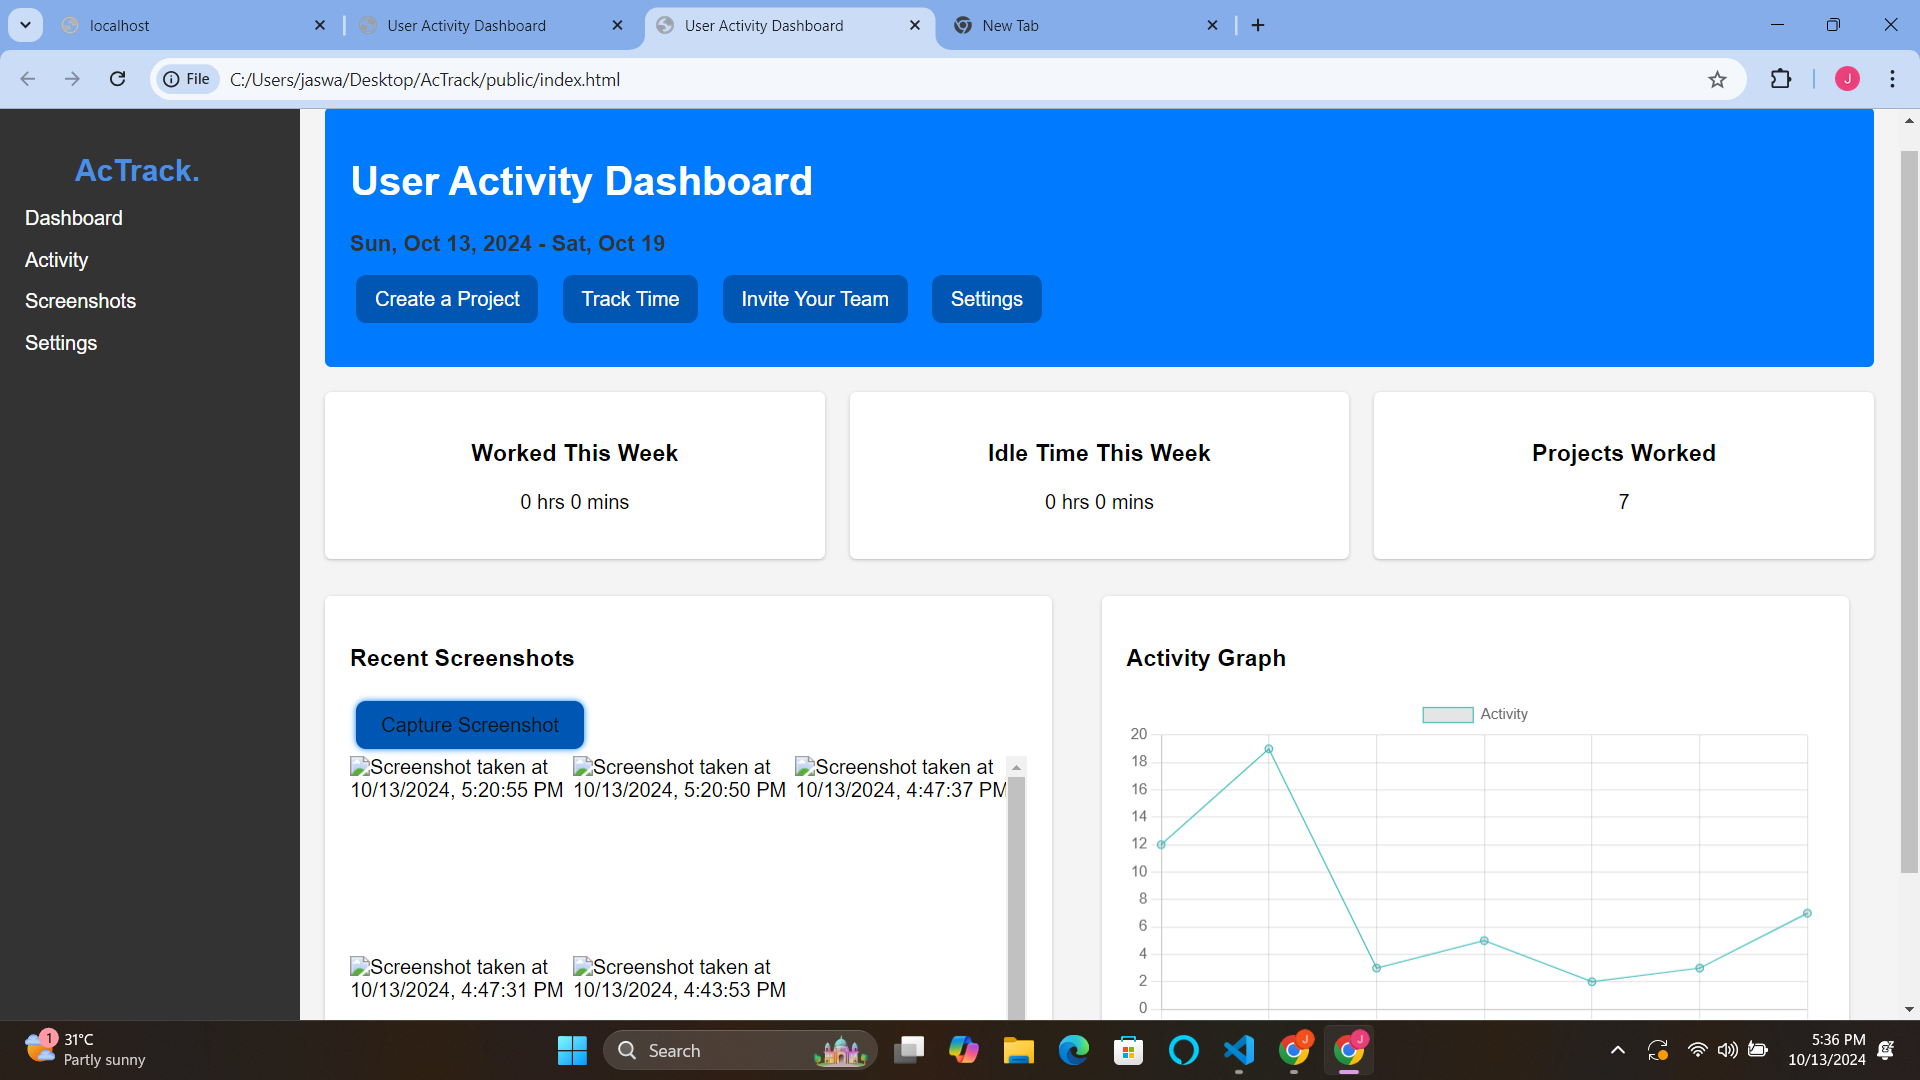 localhost
User Activity Dashboard
User Activity Dashboard
New Tab
File
C:/Users/jaswa/Desktop/AcTrack/public/index.html
J
AcTrack.
Dashboard
Activity
Screenshots
Settings
User Activity Dashboard
Sun, Oct 13, 2024 - Sat, Oct 19
Create a Project
Track Time
Invite Your Team
Settings
Worked This Week
0 hrs 0 mins
Idle Time This Week
0 hrs 0 mins
Projects Worked
7
Recent Screenshots
Capture Screenshot
Screenshot taken at
10/13/2024, 5:20:55 PM
Screenshot taken at
10/13/2024, 5:20:50 PM
Screenshot taken at
10/13/2024, 4:47:37 PM
Screenshot taken at
10/13/2024, 4:47:31 PM
Screenshot taken at
10/13/2024, 4:43:53 PM
Activity Graph
Activity
20
18
16
14
12
10
8
6
4
2
0
1
31°C
Partly sunny
Search
J
J
5:36 PM
10/13/2024